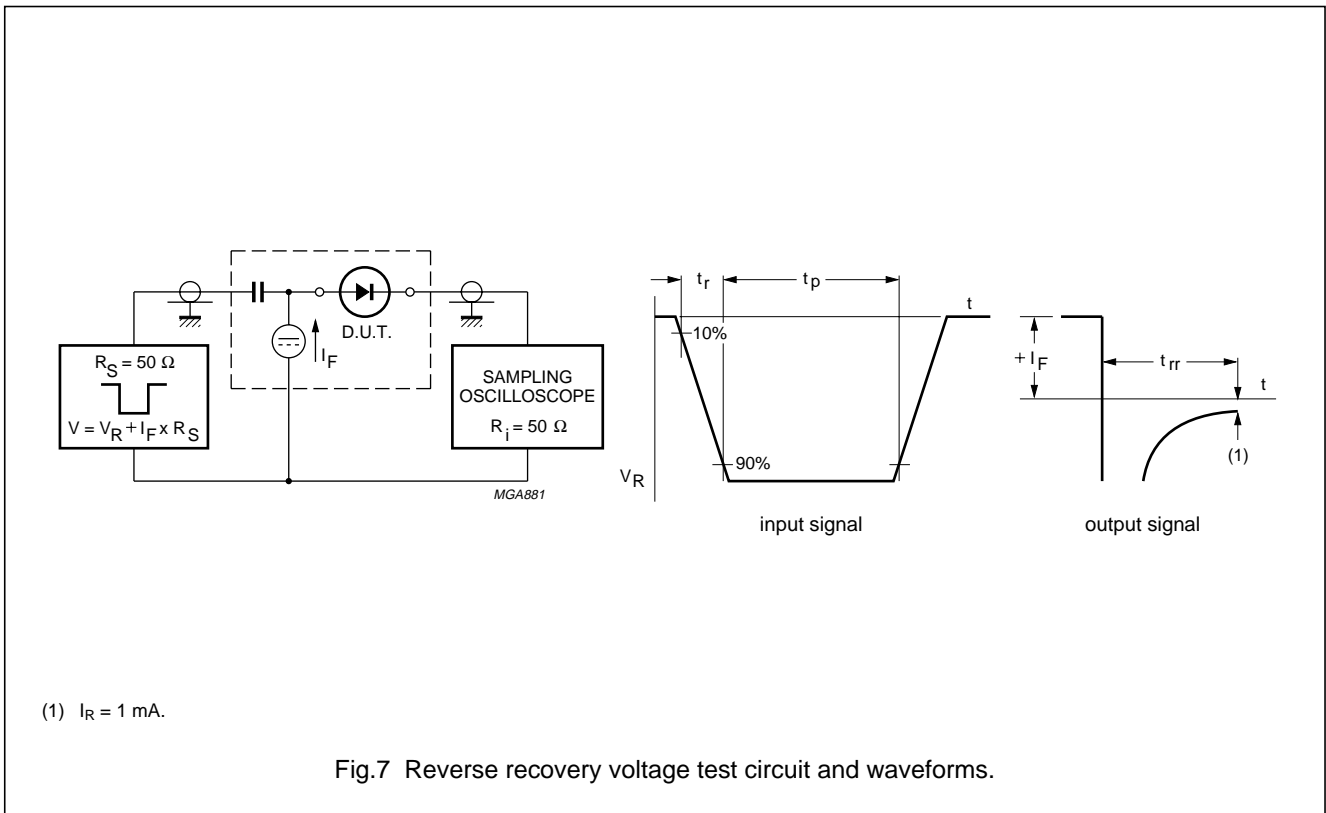 R_S = 50 Ω
V = V_R + I_F x R_S
I_F
D.U.T.
SAMPLING
OSCILLOSCOPE
R_i = 50 Ω
MGA881
t_r
t_p
t
10%
90%
V_R
input signal
+ I_F
t_rr
t
(1)
output signal
(1) I_R = 1 mA.
Fig.7 Reverse recovery voltage test circuit and waveforms.